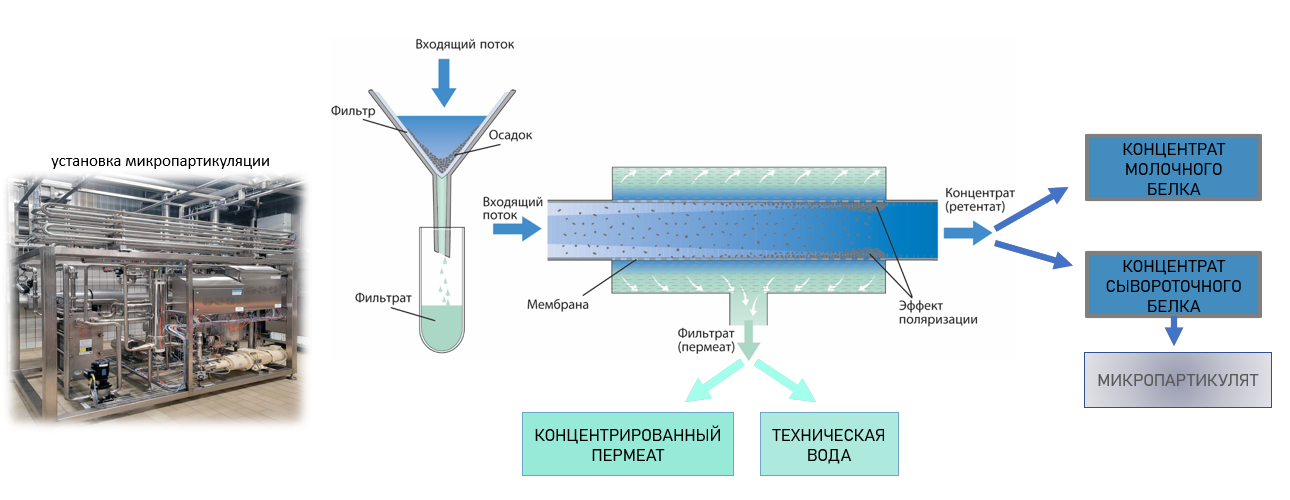 установка микропартикуляции
Входящий поток
Фильтр
Осадок
Фильтрат
Входящий
поток
Мембрана
Фильтрат
(пермеат)
Эффект
поляризации
Концентрат
(ретентат)
КОНЦЕНТРАТ
МОЛОЧНОГО
БЕЛКА
КОНЦЕНТРАТ
СЫВОРОТОЧНОГО
БЕЛКА
МИКРОПАРТИКУЛЯТ
КОНЦЕНТРИРОВАННЫЙ
ПЕРМЕАТ
ТЕХНИЧЕСКАЯ
ВОДА